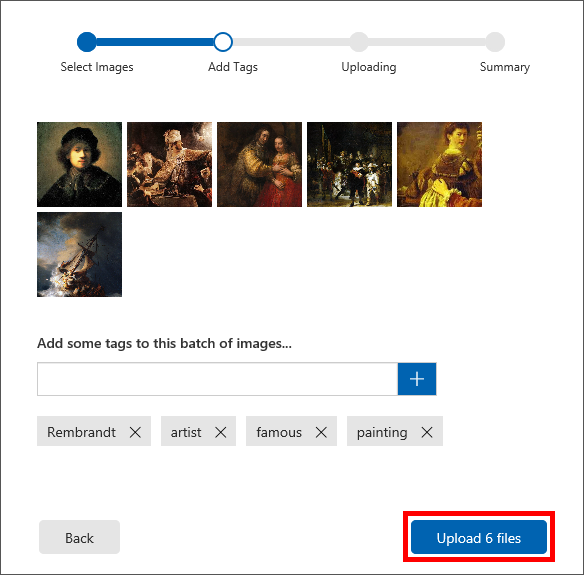 Select Images Add Tags Uploading Summary
Add some tags to this batch of images...
Rembrandt artist famous painting
Back Upload 6 files